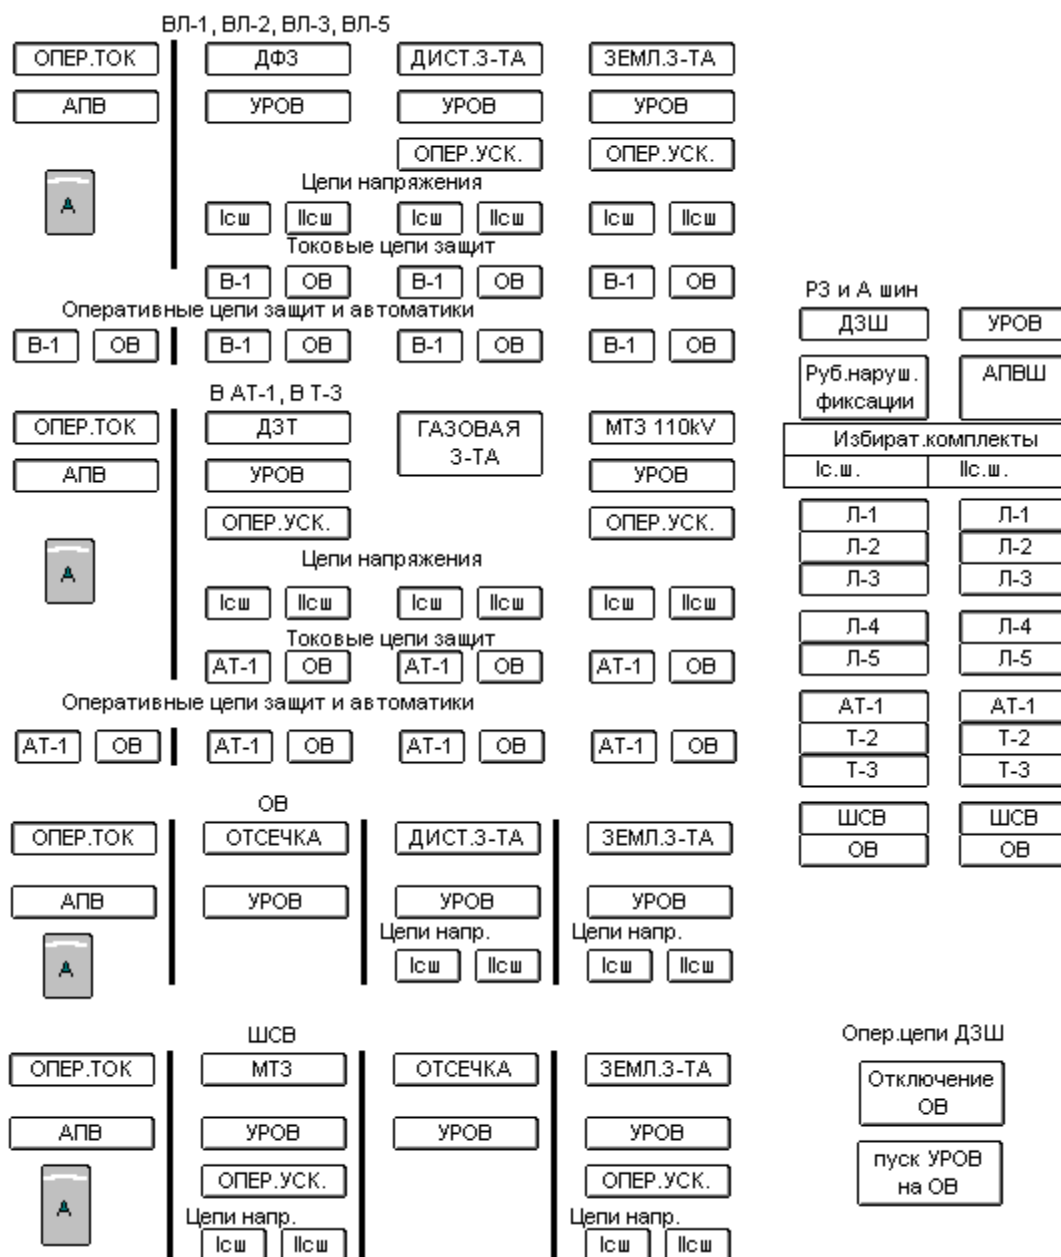 ВЛ-1, ВЛ-2, ВЛ-3, ВЛ-5
ОПЕР.ТОК ДФЗ ДИСТ.З-ТА ЗЕМЛ.З-ТА
АПВ УРОВ УРОВ УРОВ
ОПЕР.УСК. ОПЕР.УСК.
Цепи напряжения
А Iсш IIсш Iсш IIсш Iсш IIсш
Токовые цепи защит
В-1 ОВ В-1 ОВ В-1 ОВ
Оперативные цепи защит и автоматики
В-1 ОВ В-1 ОВ В-1 ОВ В-1 ОВ
В АТ-1, В Т-3
ОПЕР.ТОК ДЗТ ГАЗОВАЯ МТЗ 110kV
З-ТА
АПВ УРОВ УРОВ
ОПЕР.УСК. ОПЕР.УСК.
Цепи напряжения
А Iсш IIсш Iсш IIсш Iсш IIсш
Токовые цепи защит
АТ-1 ОВ АТ-1 ОВ АТ-1 ОВ
Оперативные цепи защит и автоматики
АТ-1 ОВ АТ-1 ОВ АТ-1 ОВ АТ-1 ОВ
ОВ
ОПЕР.ТОК ОТСЕЧКА ДИСТ.З-ТА ЗЕМЛ.З-ТА
АПВ УРОВ УРОВ УРОВ
Цепи напр. Цепи напр.
А Iсш IIсш Iсш IIсш
ШСВ
ОПЕР.ТОК МТЗ ОТСЕЧКА ЗЕМЛ.З-ТА
АПВ УРОВ УРОВ УРОВ
ОПЕР.УСК. ОПЕР.УСК.
А Цепи напр. Цепи напр.
Iсш IIсш Iсш IIсш
РЗ и А шин
ДЗШ УРОВ
Руб.наруш. АПВШ
фиксации
Избират.комплекты
Iс.ш. IIс.ш.
Л-1 Л-1
Л-2 Л-2
Л-3 Л-3
Л-4 Л-4
Л-5 Л-5
АТ-1 АТ-1
Т-2 Т-2
Т-3 Т-3
ШСВ ШСВ
ОВ ОВ
Опер.цепи ДЗШ
Отключение
ОВ
пуск УРОВ
на ОВ